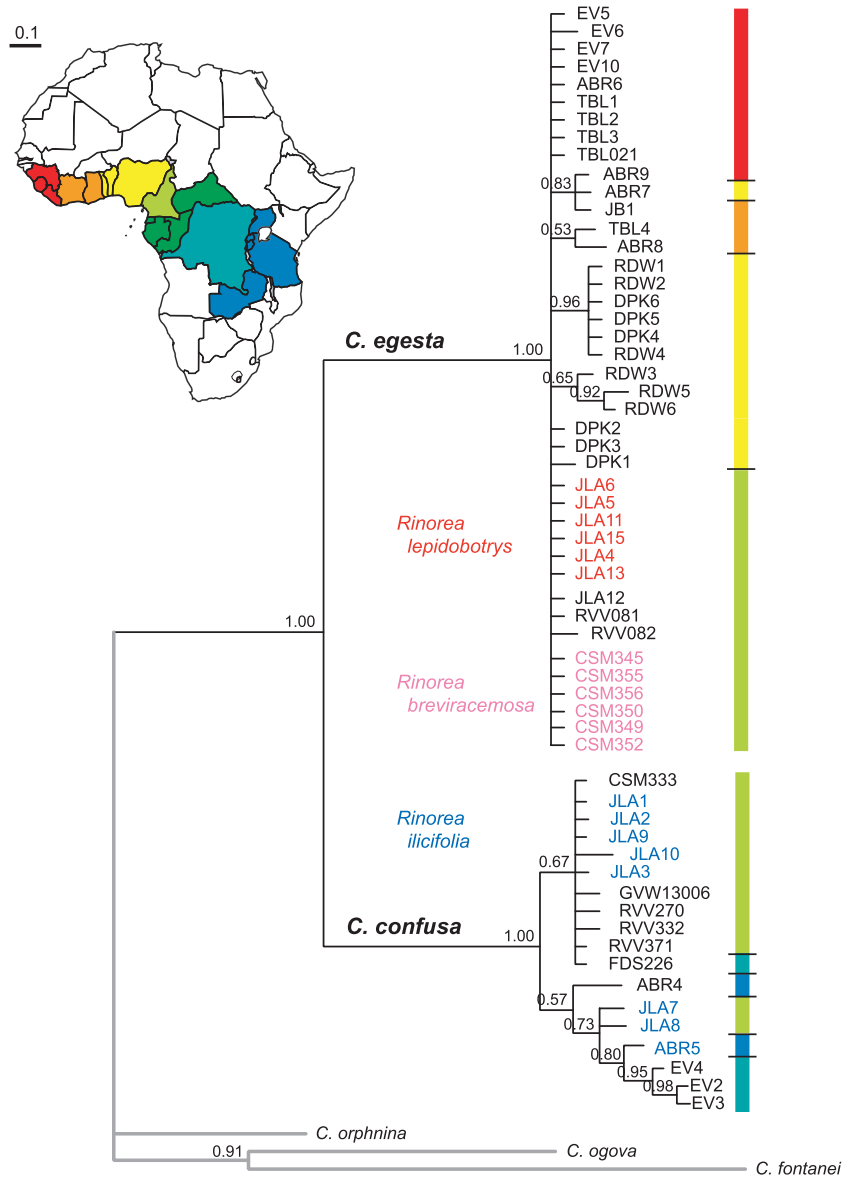 0.1
EV5
EV6
EV7
EV10
ABR6
TBL1
TBL2
TBL3
TBL021
ABR9
0.83
ABR7
JB1
TBL4
0.53
ABR8
RDW1
RDW2
0.96
DPK6
DPK5
DPK4
C. egesta
1.00
RDW4
RDW3
0.65
0.92
RDW5
RDW6
DPK2
DPK3
DPK1
JLA6
JLA5
Rinorea
lepidobotrys
JLA11
JLA15
JLA4
JLA13
JLA12
1.00
RVV081
RVV082
CSM345
CSM355
Rinorea
breviracemosa
CSM356
CSM350
CSM349
CSM352
CSM333
JLA1
Rinorea
ilicifolia
JLA2
JLA9
JLA10
0.67
JLA3
GVW13006
RVV270
C. confusa
RVV332
1.00
RVV371
FDS226
ABR4
0.57
JLA7
0.73
JLA8
ABR5
0.80
EV4
0.95
0.98
EV2
EV3
C. orphnina
0.91
C. ogova
C. fontanei